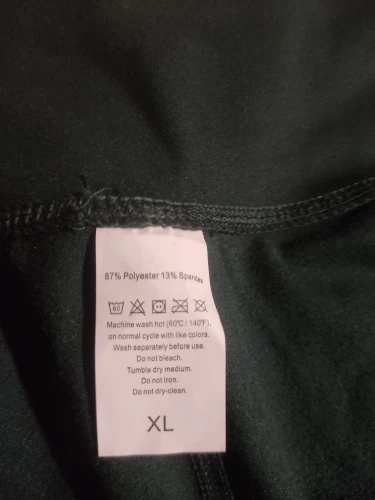 87% Polyester 13% Spandex
60
Machine wash hot (60℃/ 140℉),
on normal cycle with like colors.
Wash separately before use.
Do not bleach.
Tumble dry medium.
Do not iron.
Do not dry-clean.
XL